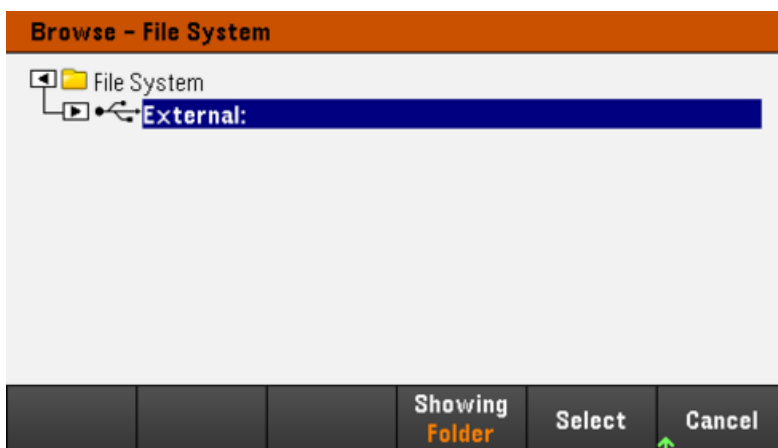 Browse - File System
File System
External:
Showing
Folder
Select
Cancel